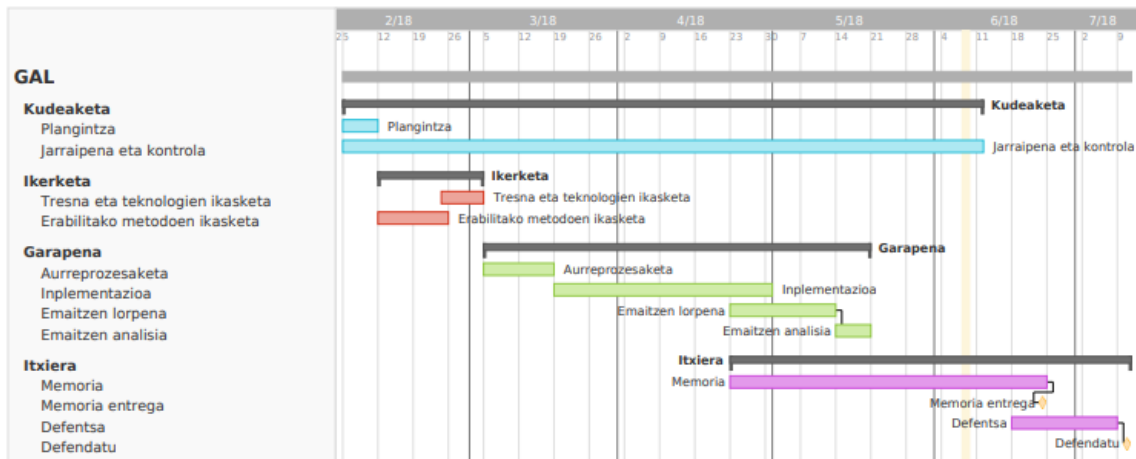 2/18 3/18 4/18 5/18 6/18 7/18
25 12 19 26 5 12 19 26 2 9 16 23 30 7 14 21 28 4 11 18 25 2 9
GAL
Kudeaketa Kudeaketa
Plangintza Plangintza
Jarraipena eta kontrola Jarraipena eta kontrola
Ikerketa Ikerketa
Tresna eta teknologien ikasketa Tresna eta teknologien ikasketa
Erabilitako metodoen ikasketa Erabilitako metodoen ikasketa
Garapena Garapena
Aurreprozesaketa Aurreprozesaketa
Inplementazioa Inplementazioa
Emaitzen lorpena Emaitzen lorpena
Emaitzen analisia Emaitzen analisia
Itxiera Itxiera
Memoria Memoria
Memoria entrega Memoria entrega
Defentsa Defentsa
Defendatu Defendatu